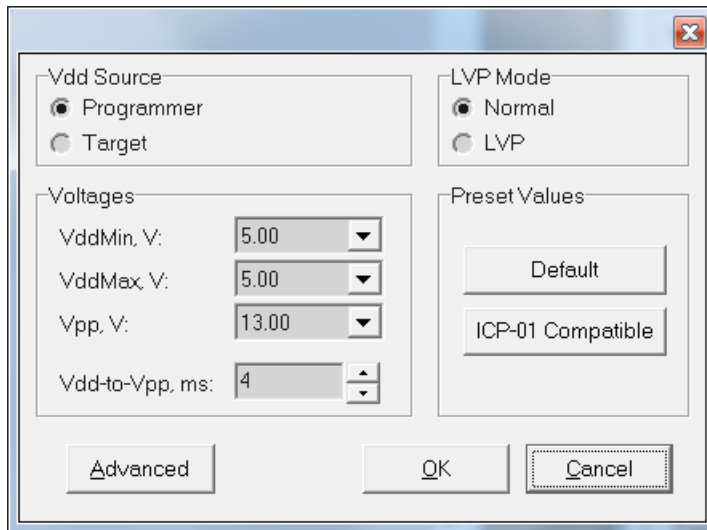 Vdd Source
Programmer
Target
LVP Mode
Normal
LVP
Voltages
VddMin, V: 5.00
VddMax, V: 5.00
Vpp, V: 13.00
Vdd-to-Vpp, ms: 4
Preset Values
Default
ICP-01 Compatible
Advanced OK Cancel